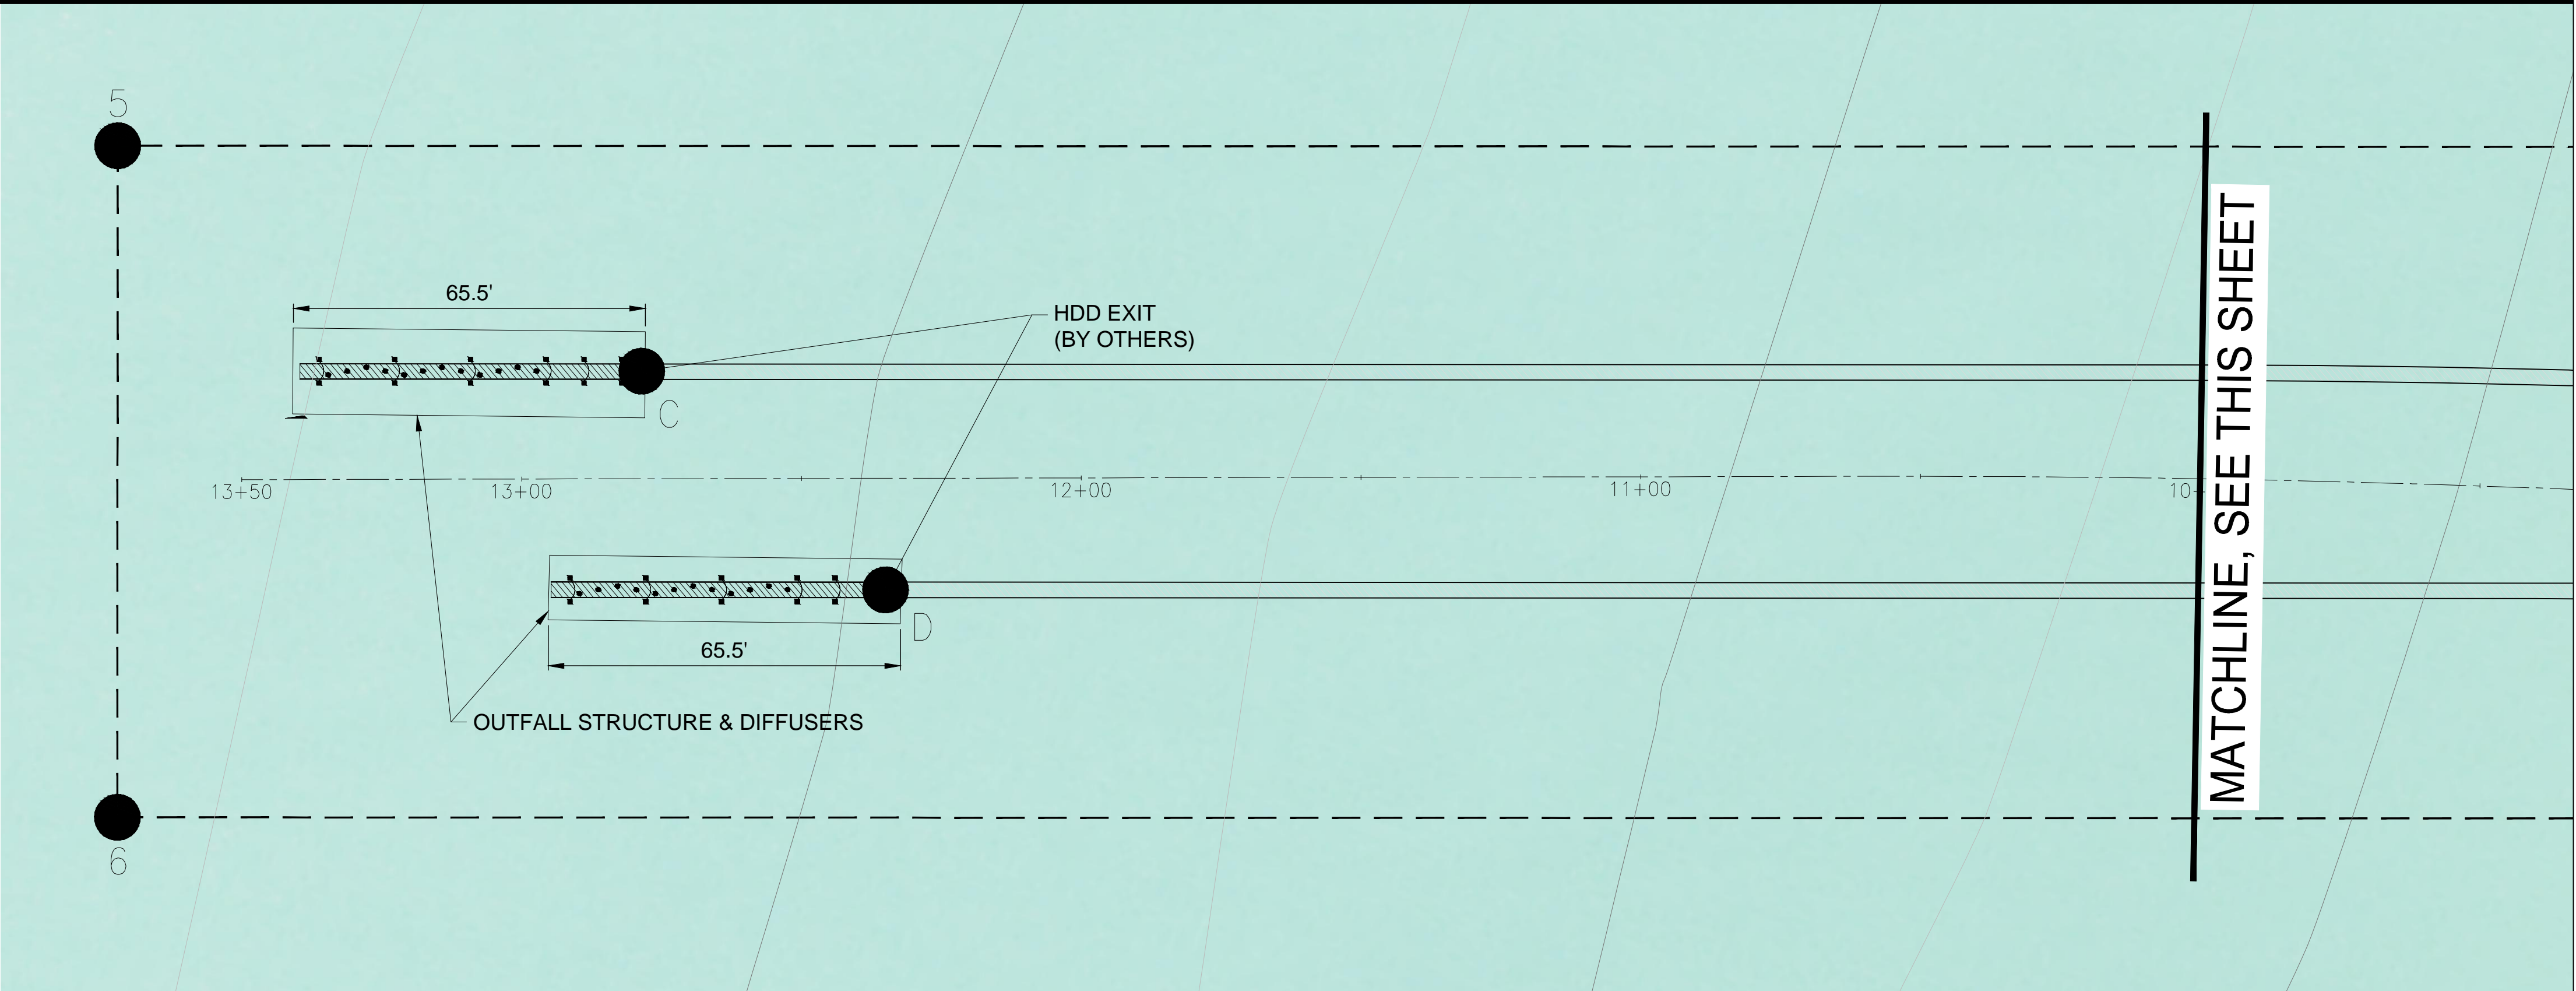 5
65.5'
HDD EXIT
(BY OTHERS)
C
13+50
13+00
12+00
11+00
10
D
65.5'
OUTFALL STRUCTURE & DIFFUSERS
6
MATCHLINE, SEE THIS SHEET